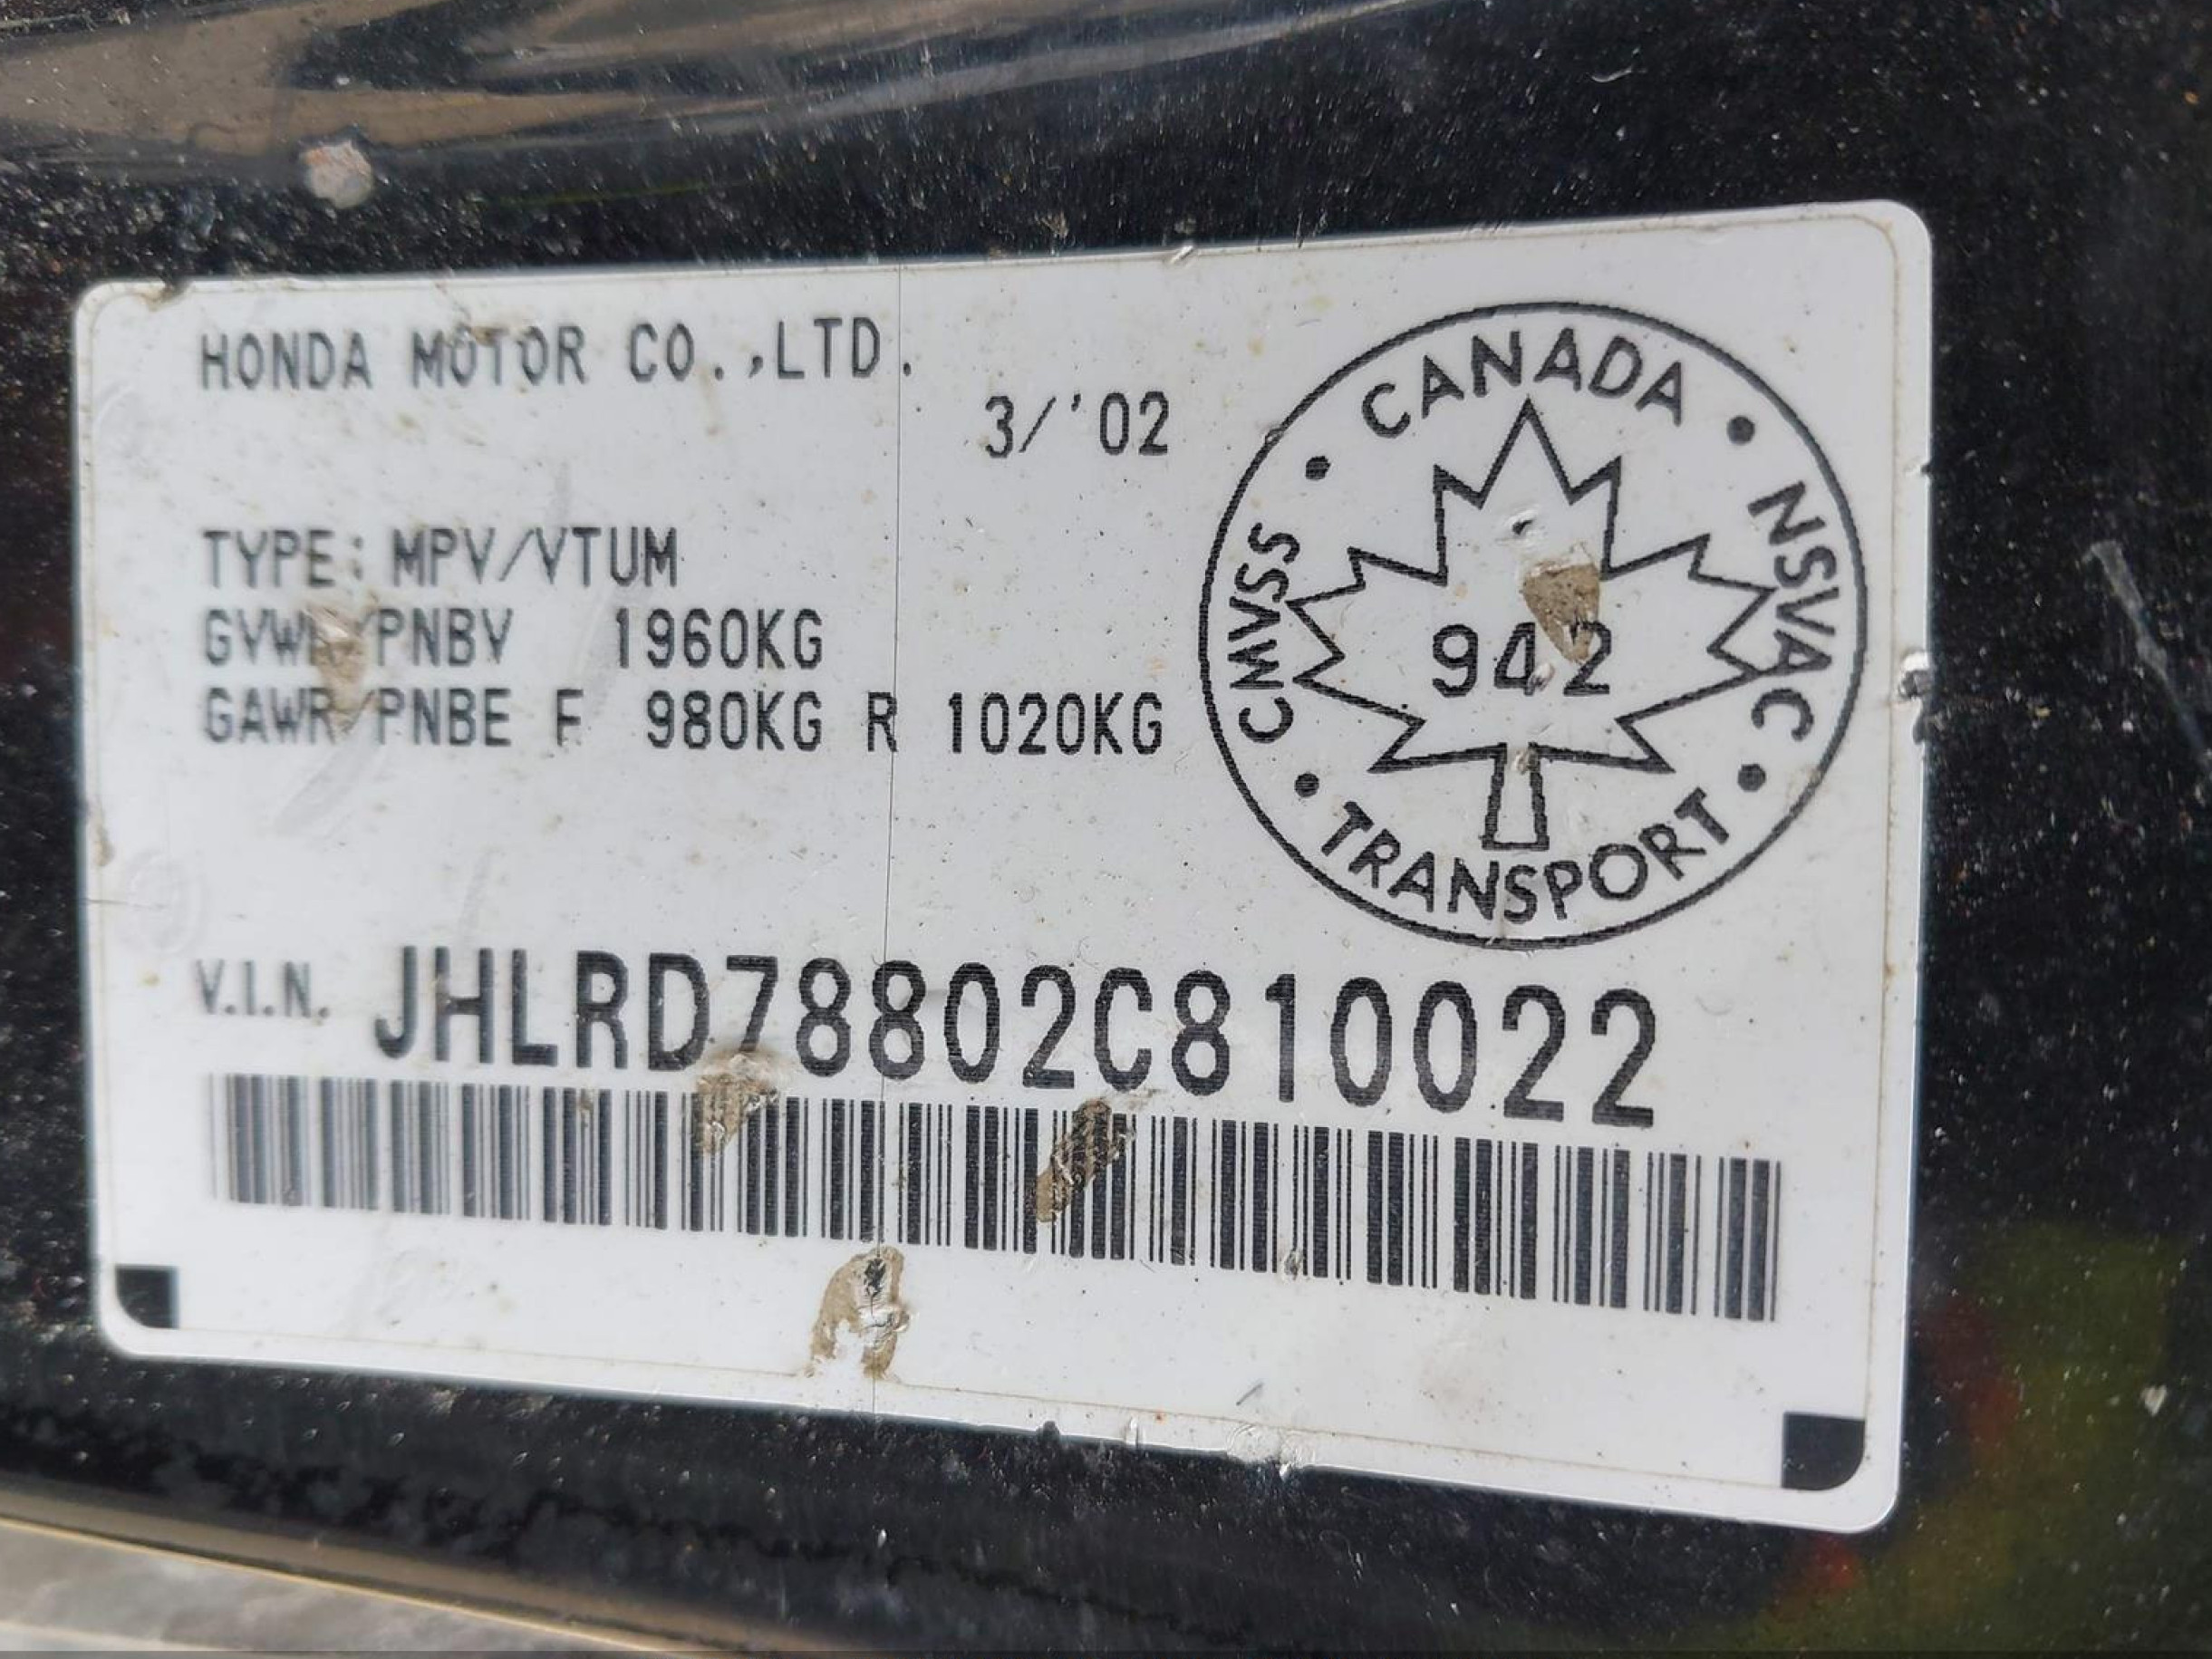 HONDA MOTOR CO.,LTD.
3/'02
TYPE: MPV/VTUM
GVWR/PNBV 1960KG
GAWR/PNBE F 980KG R 1020KG
CANADA • NSVAC • TRANSPORT • CMVSS •
942
V.I.N. JHLRD78802C810022